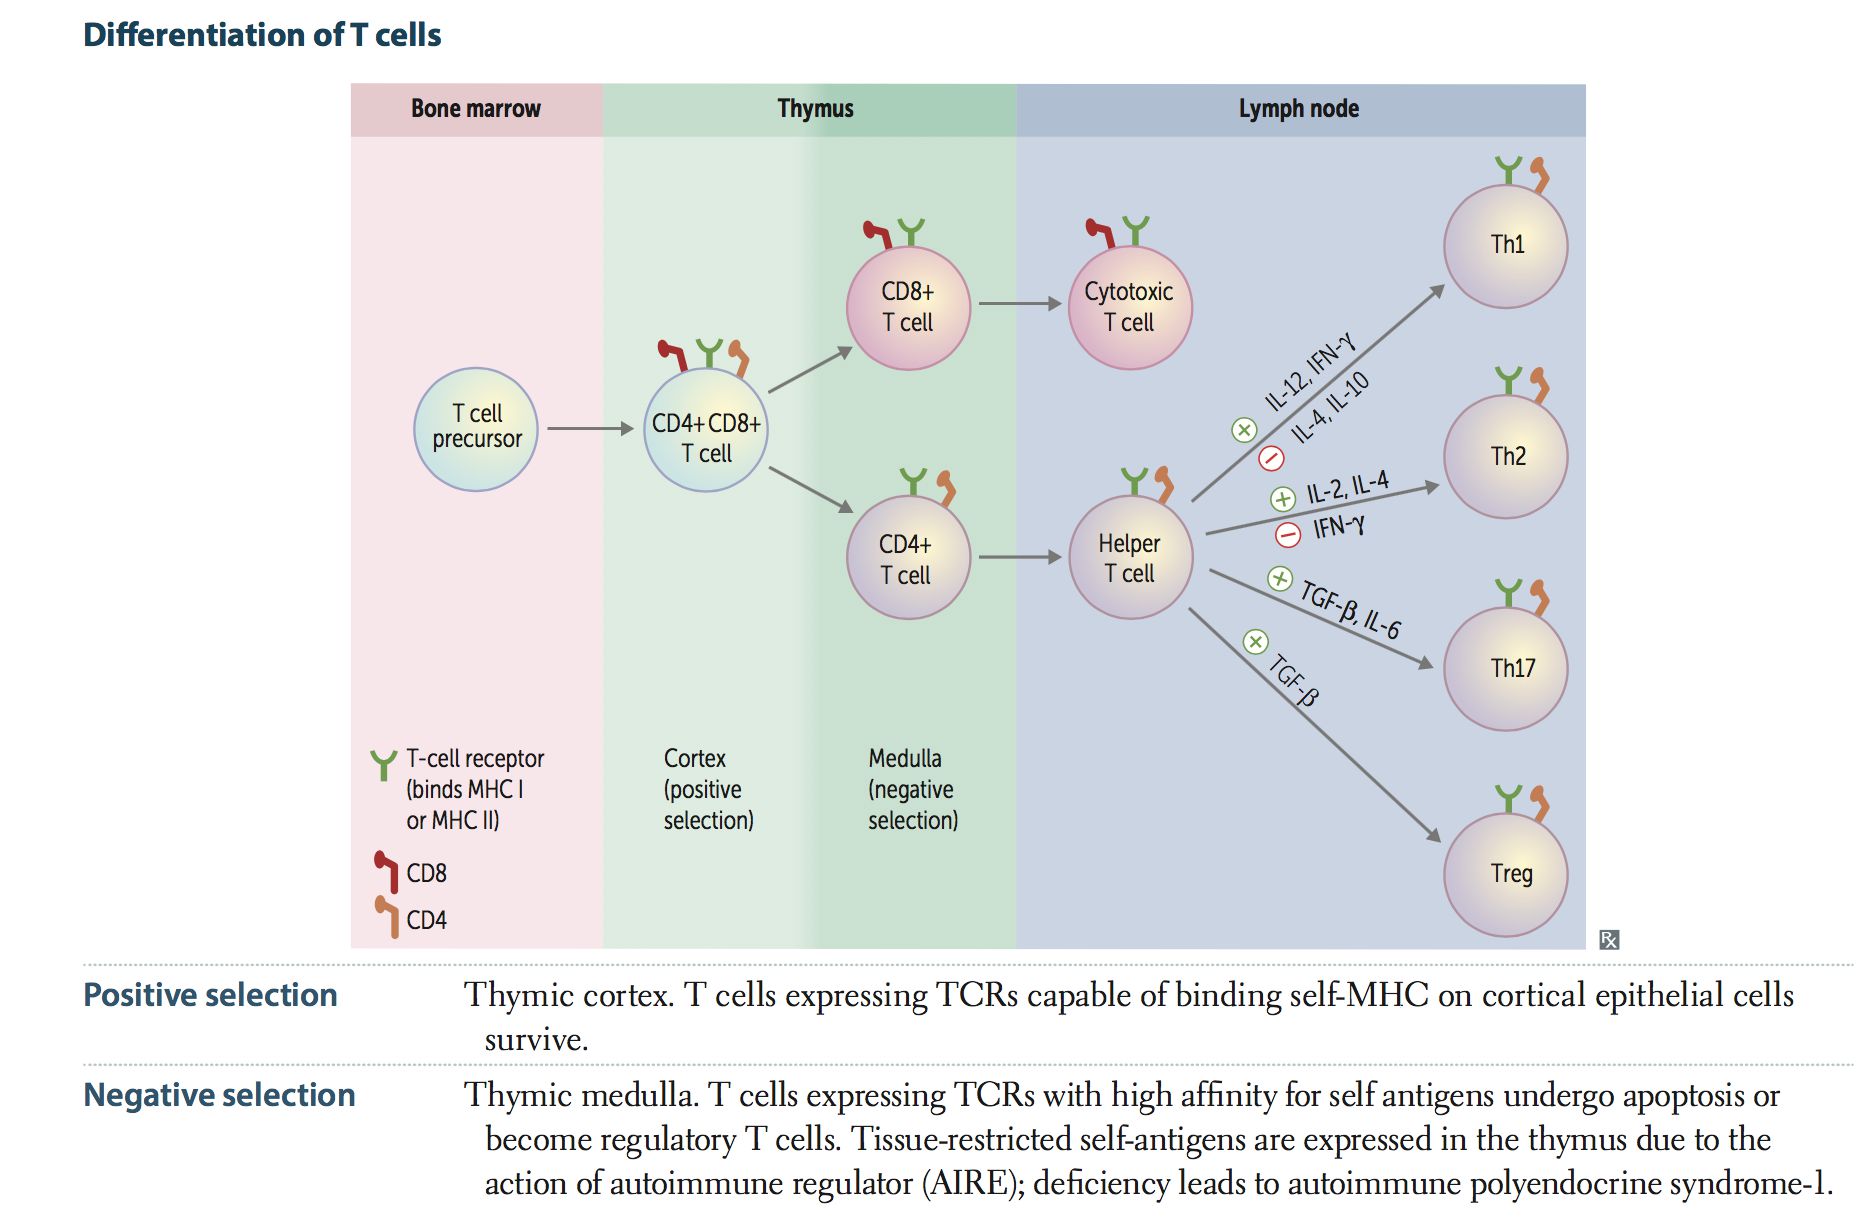 Differentiation of T cells
Bone marrow
Thymus
Lymph node
T cell
precursor
CD4+ CD8+
T cell
CD8+
T cell
CD4+
T cell
Cytotoxic
T cell
Helper
T cell
IL-12, IFN-γ
IL-4, IL-10
IL-2, IL-4
IFN-γ
TGF-β, IL-6
TGF-β
Th1
Th2
Th17
Treg
T-cell receptor
(binds MHC I
or MHC II)
CD8
CD4
Cortex
(positive
selection)
Medulla
(negative
selection)
Rx
Positive selection
Thymic cortex. T cells expressing TCRs capable of binding self-MHC on cortical epithelial cells
survive.
Negative selection
Thymic medulla. T cells expressing TCRs with high affinity for self antigens undergo apoptosis or
become regulatory T cells. Tissue-restricted self-antigens are expressed in the thymus due to the
action of autoimmune regulator (AIRE); deficiency leads to autoimmune polyendocrine syndrome-1.